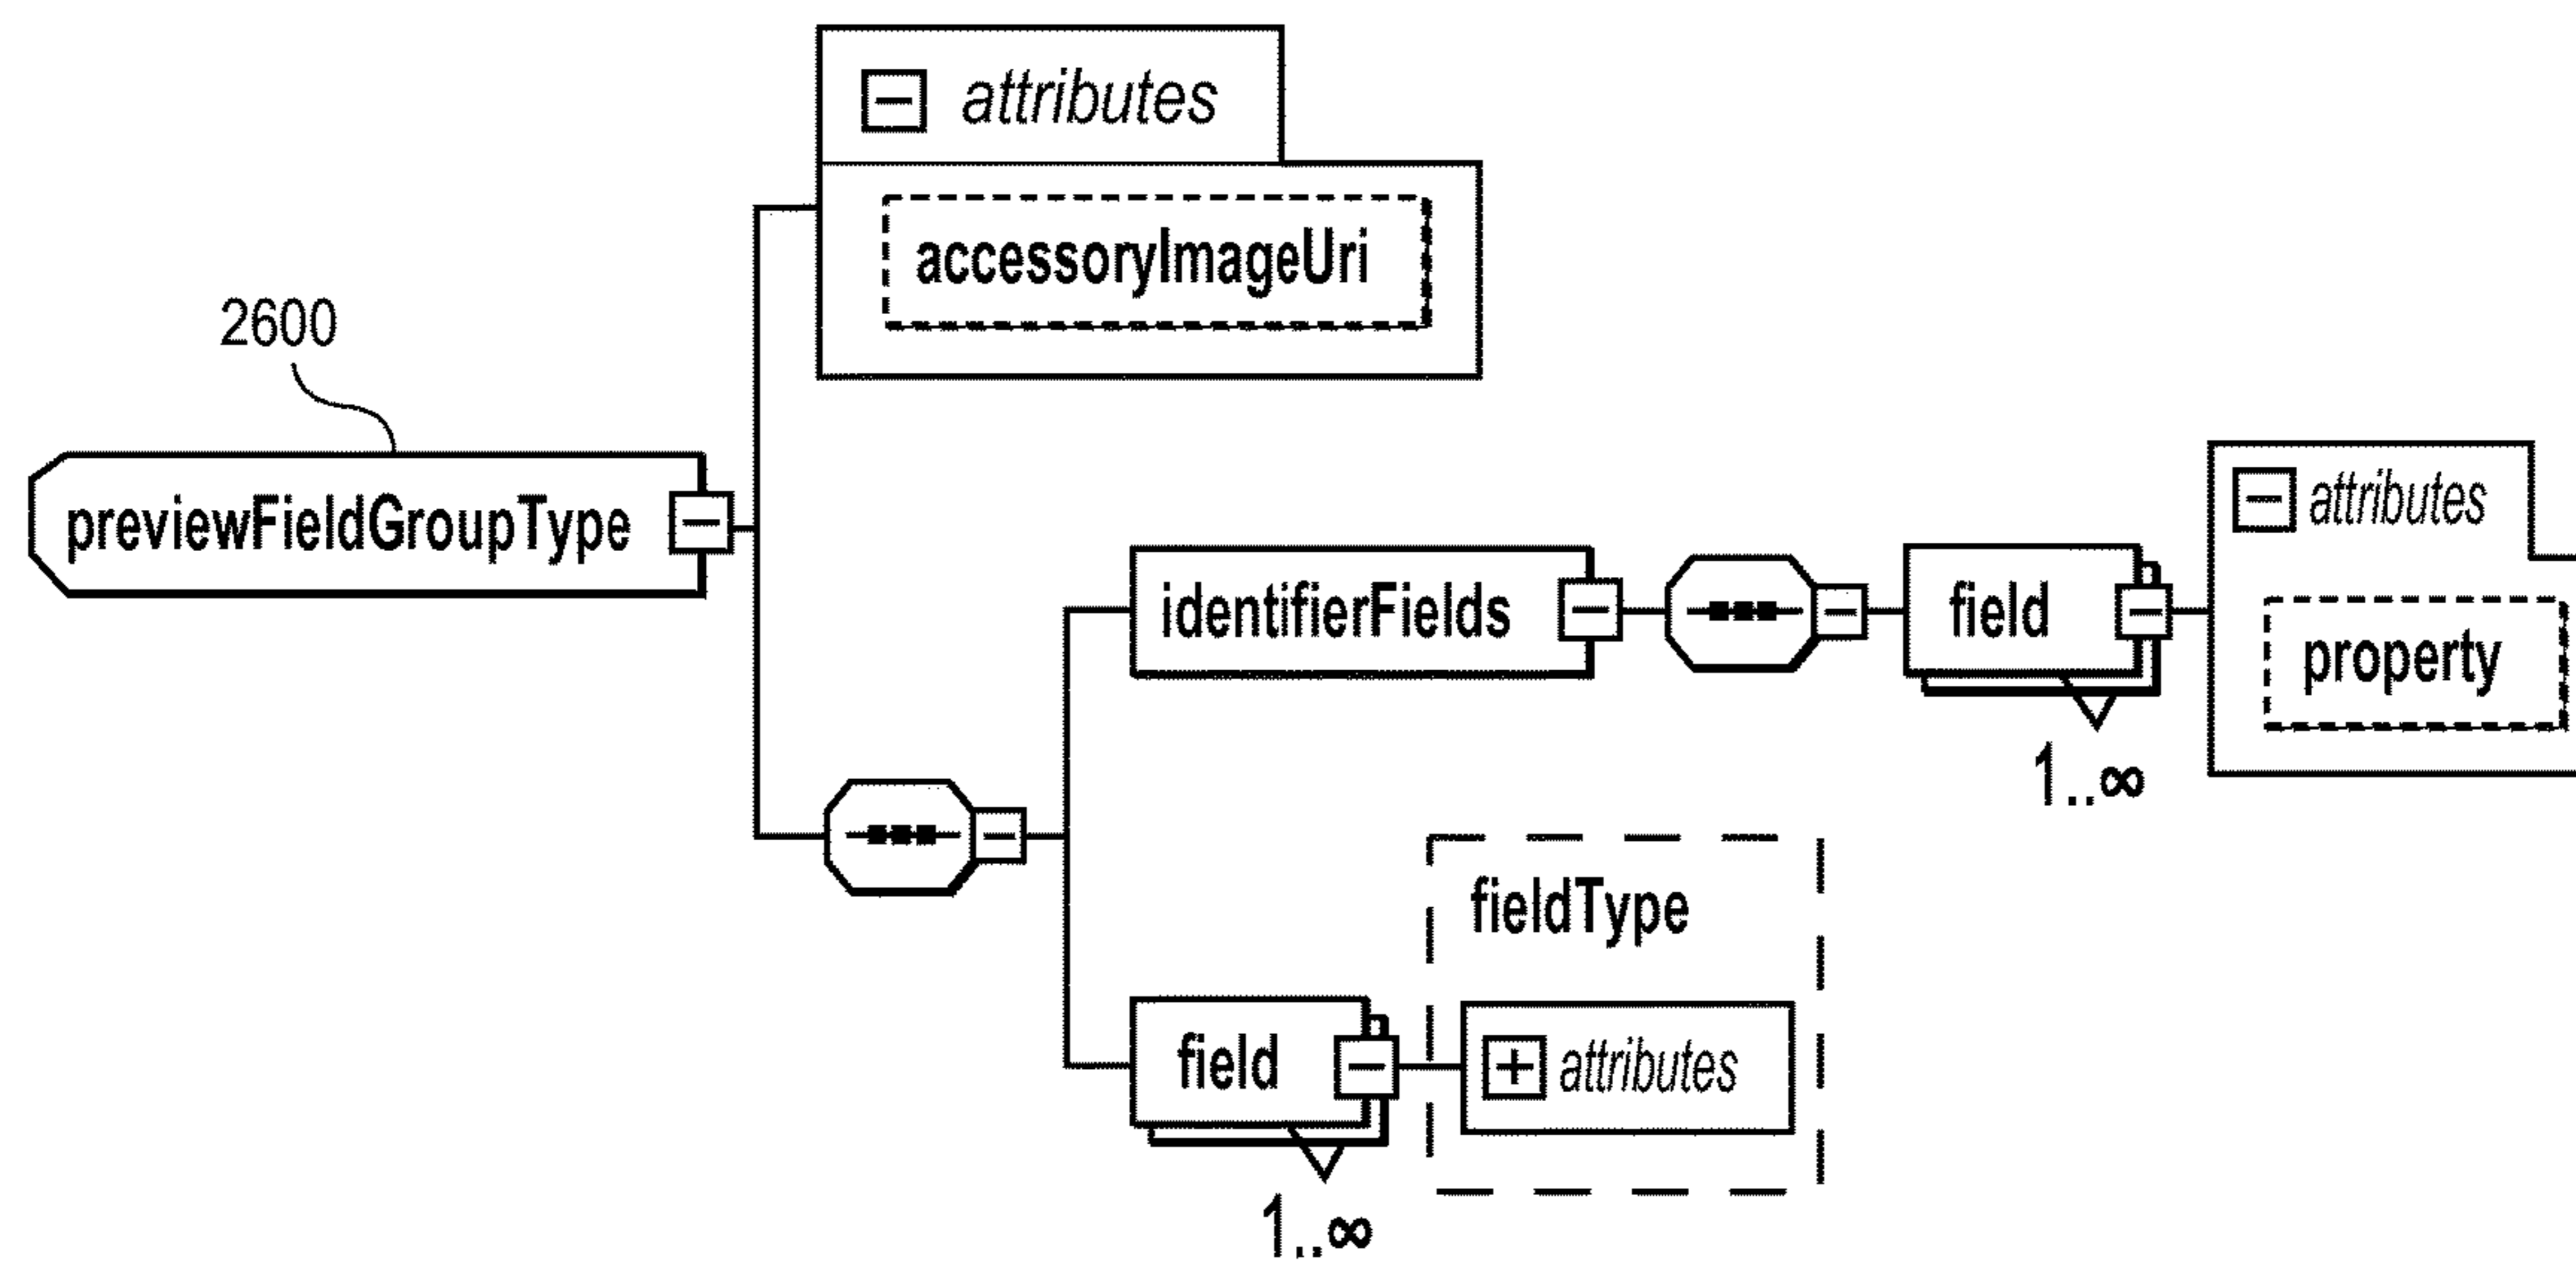 attributes
accessoryImageUri
2600
previewFieldGroupType
attributes
identifierFields
field
property
1..∞
fieldType
field
attributes
1..∞